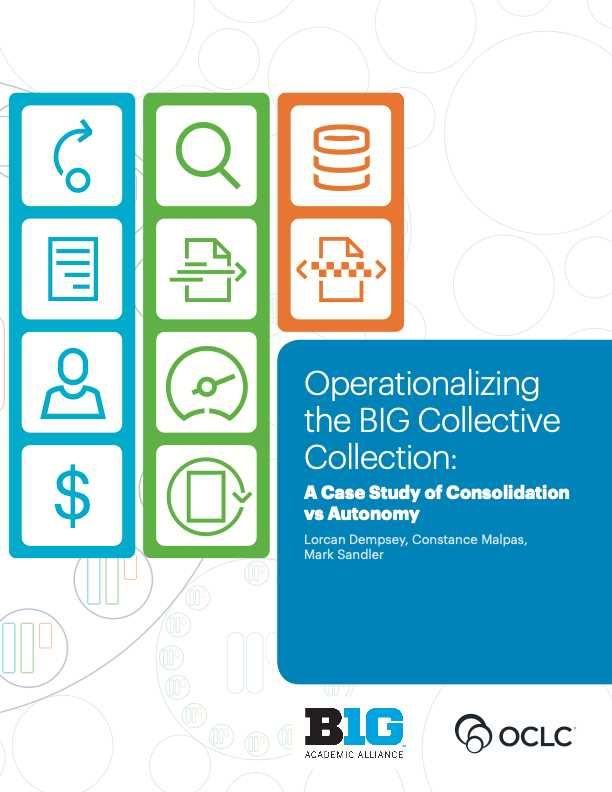 $
Operationalizing
the BIG Collective
Collection:
A Case Study of Consolidation
vs Autonomy
Lorcan Dempsey, Constance Malpas,
Mark Sandler
B1G
ACADEMIC ALLIANCE
OCLC